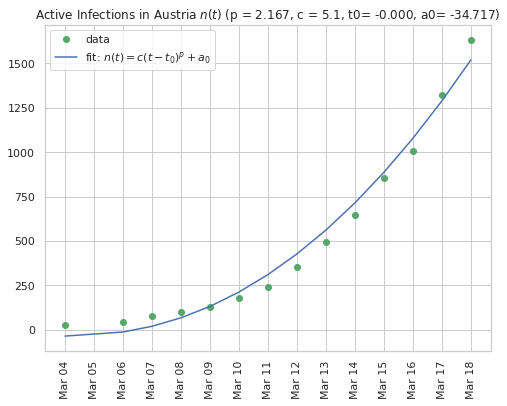 Active Infections in Austria n(t) (p = 2.167, c = 5.1, t0= -0.000, a0= -34.717)
data
fit: n(t) = c(t − t₀)ᵖ + a₀
1500
1250
1000
750
500
250
0
Mar 04
Mar 05
Mar 06
Mar 07
Mar 08
Mar 09
Mar 10
Mar 11
Mar 12
Mar 13
Mar 14
Mar 15
Mar 16
Mar 17
Mar 18